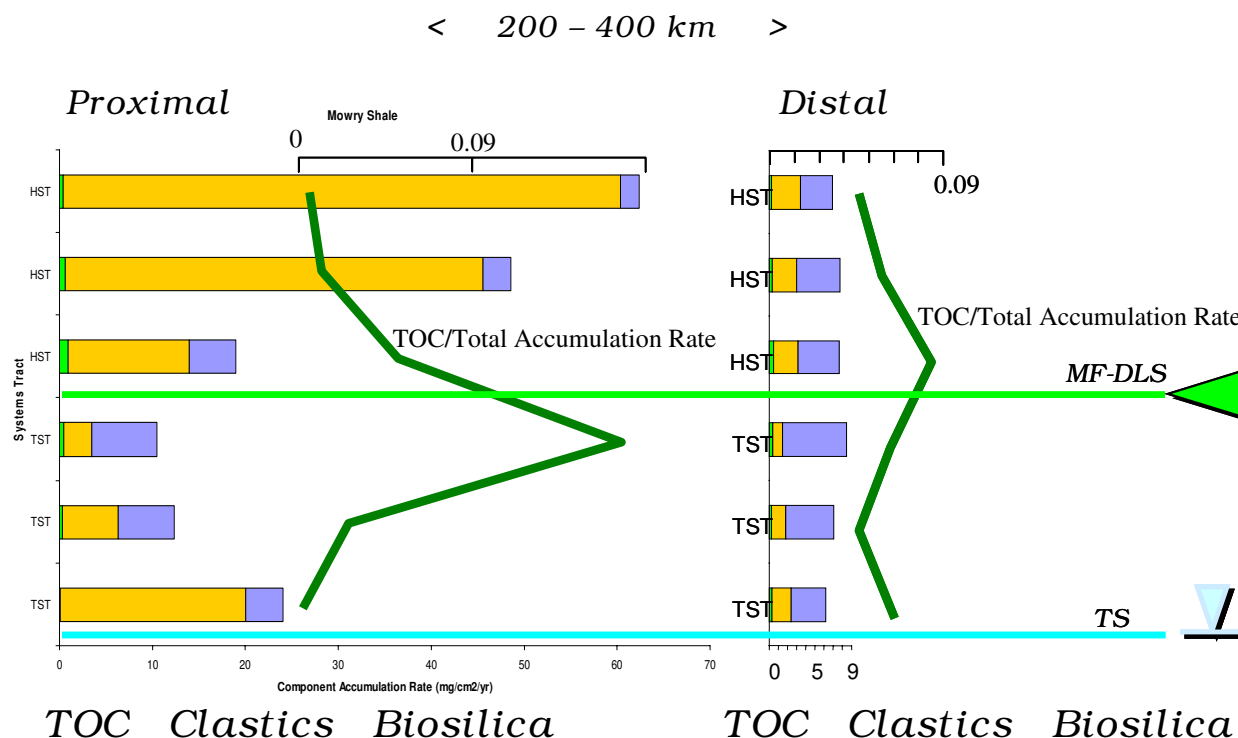 < 200 – 400 km >
Proximal
Distal
Mowry Shale
0
0.09
0.09
HST
HST
HST
TST
TST
TST
Systems Tract
TOC/Total Accumulation Rate
HST
HST
HST
TST
TST
TST
TOC/Total Accumulation Rate
MF-DLS
TS
0 10 20 30 40 50 60 70
Component Accumulation Rate (mg/cm2/yr)
0 5 9
TOC Clastics Biosilica
TOC Clastics Biosilica